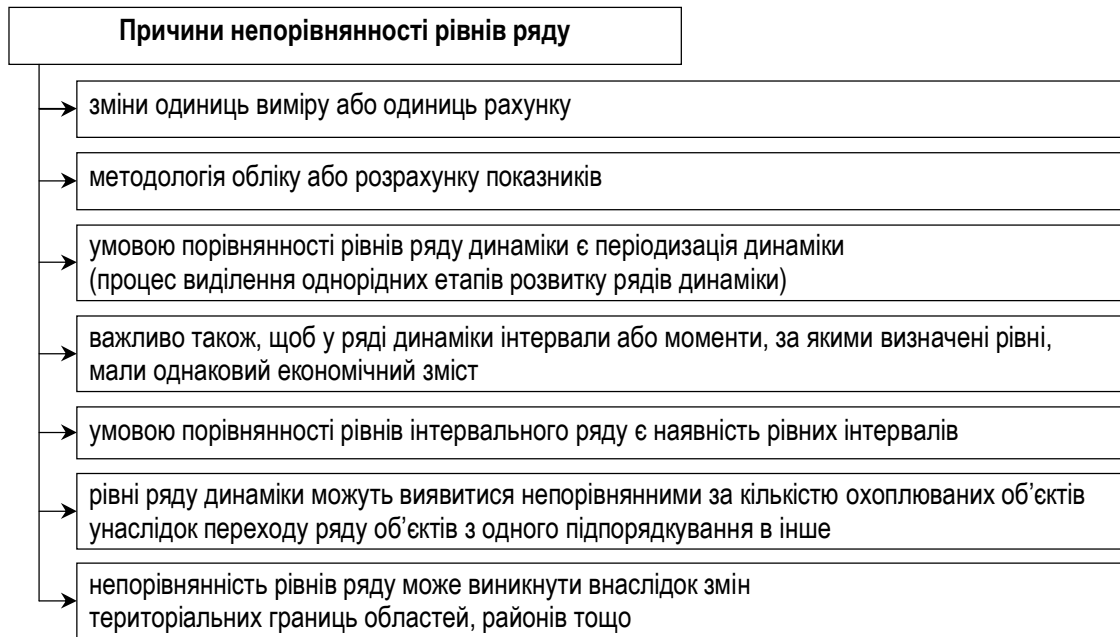 Причини непорівнянності рівнів ряду
зміни одиниць виміру або одиниць рахунку
методологія обліку або розрахунку показників
умовою порівнянності рівнів ряду динаміки є періодизація динаміки
(процес виділення однорідних етапів розвитку рядів динаміки)
важливо також, щоб у ряді динаміки інтервали або моменти, за якими визначені рівні,
мали однаковий економічний зміст
умовою порівнянності рівнів інтервального ряду є наявність рівних інтервалів
рівні ряду динаміки можуть виявитися непорівнянними за кількістю охоплюваних об’єктів
унаслідок переходу ряду об’єктів з одного підпорядкування в інше
непорівнянність рівнів ряду може виникнути внаслідок змін
територіальних границь областей, районів тощо